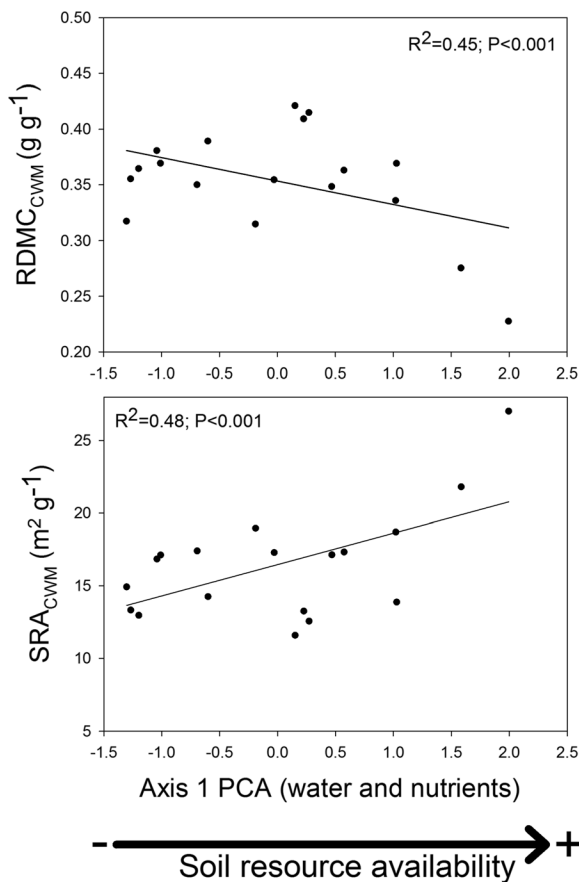 0.50
R²=0.45; P<0.001
0.45
0.40
0.35
0.30
0.25
0.20
RDMC_CWM (g g⁻¹)
-1.5 -1.0 -0.5 0.0 0.5 1.0 1.5 2.0 2.5
R²=0.48; P<0.001
25
20
15
10
5
SRA_CWM (m² g⁻¹)
-1.5 -1.0 -0.5 0.0 0.5 1.0 1.5 2.0 2.5
Axis 1 PCA (water and nutrients)
- +
Soil resource availability